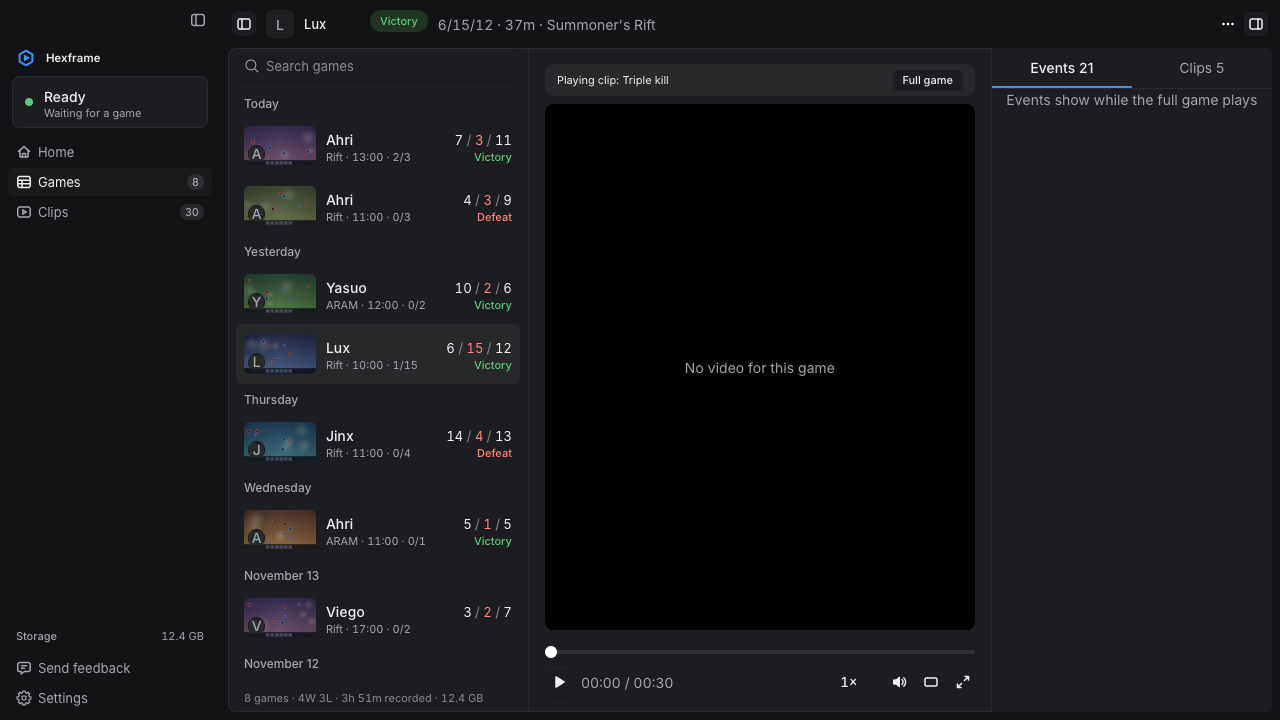 L
Lux
Victory
6/15/12 · 37m · Summoner's Rift
Hexframe
Ready
Waiting for a game
Home
Games
8
Clips
30
Storage
12.4 GB
Send feedback
Settings
Search games
Today
A
Ahri
7 / 3 / 11
Rift · 13:00 · 2/3
Victory
A
Ahri
4 / 3 / 9
Rift · 11:00 · 0/3
Defeat
Yesterday
Y
Yasuo
10 / 2 / 6
ARAM · 12:00 · 0/2
Victory
L
Lux
6 / 15 / 12
Rift · 10:00 · 1/15
Victory
Thursday
J
Jinx
14 / 4 / 13
Rift · 11:00 · 0/4
Defeat
Wednesday
A
Ahri
5 / 1 / 5
ARAM · 11:00 · 0/1
Victory
November 13
V
Viego
3 / 2 / 7
Rift · 17:00 · 0/2
November 12
8 games · 4W 3L · 3h 51m recorded · 12.4 GB
Playing clip: Triple kill
Full game
No video for this game
00:00 / 00:30
1×
Events 21
Clips 5
Events show while the full game plays